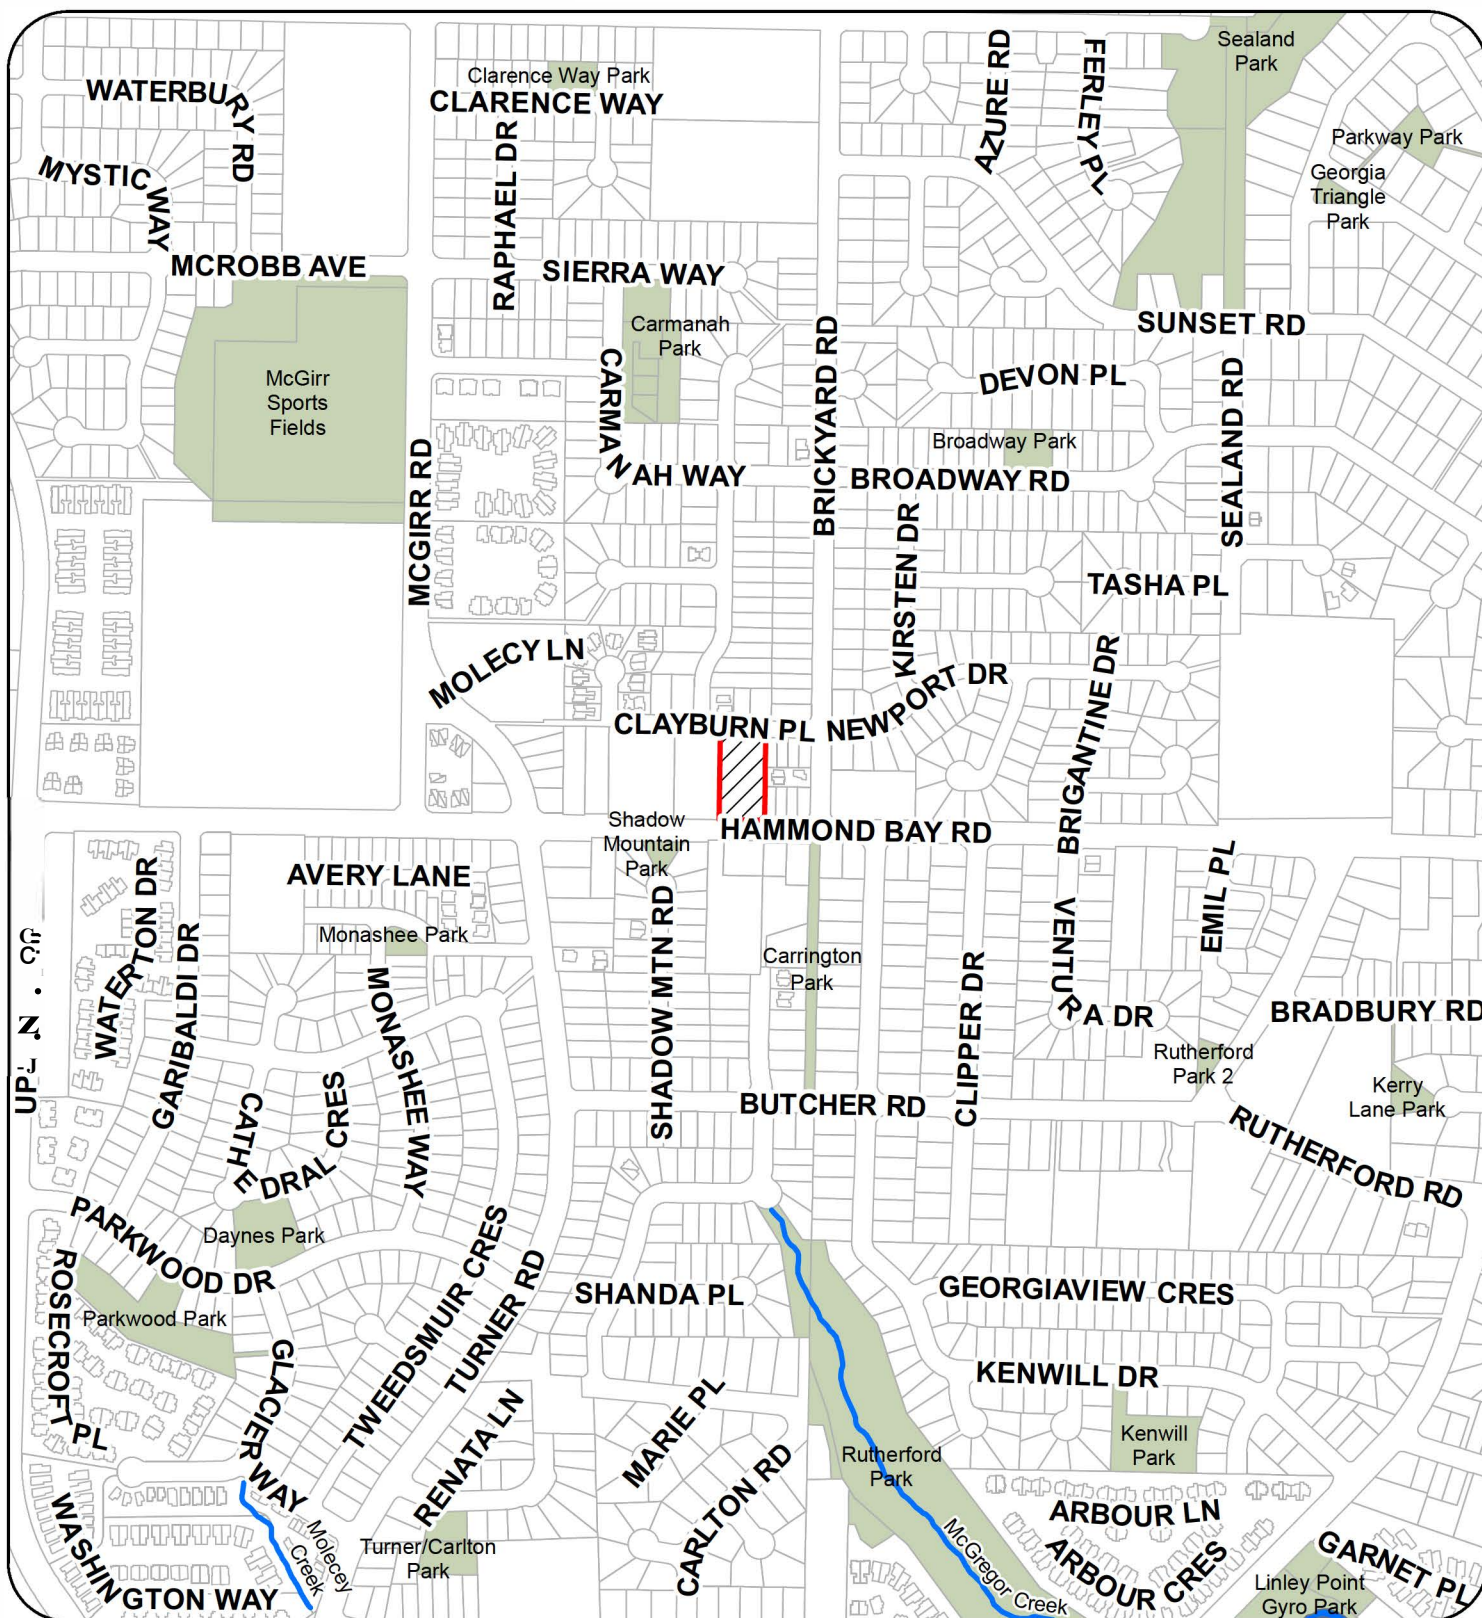 Sealand
Park
Clarence Way Park
CLARENCE WAY
WATERBURY RD
AZURE RD
FERLEY PL
Parkway Park
MYSTIC WAY
RAPHAEL DR
Georgia
Triangle
Park
MCROBB AVE
SIERRA WAY
Carmanah
Park
SUNSET RD
McGirr
Sports
Fields
CARMANAH WAY
BRICKYARD RD
DEVON PL
SEALAND RD
Broadway Park
BROADWAY RD
MCGIRR RD
KIRSTEN DR
TASHA PL
MOLECY LN
CLAYBURN PL
NEWPORT DR
BRIGANTINE DR
Shadow
Mountain
Park
HAMMOND BAY RD
AVERY LANE
WATERTON DR
EMIL PL
Monashee Park
GARIBALDI DR
SHADOW MTN RD
Carrington
Park
CLIPPER DR
VENTURA DR
BRADBURY RD
MONASHEE WAY
Rutherford
Park 2
Kerry
Lane Park
UP
CATHEDRAL CRES
BUTCHER RD
RUTHERFORD RD
PARKWOOD DR
Daynes Park
ROSECROFT PL
Parkwood Park
TWEEDSMUIR CRES
TURNER RD
SHANDA PL
GEORGIAVIEW CRES
GLACIER WAY
KENWILL DR
RENATA LN
MARIE PL
CARLTON RD
Rutherford
Park
Kenwill
Park
ARBOUR LN
WASHINGTON WAY
Molecey
Creek
Turner/Carlton
Park
McGregor Creek
ARBOUR CRES
GARNET PL
Linley Point
Gyro Park